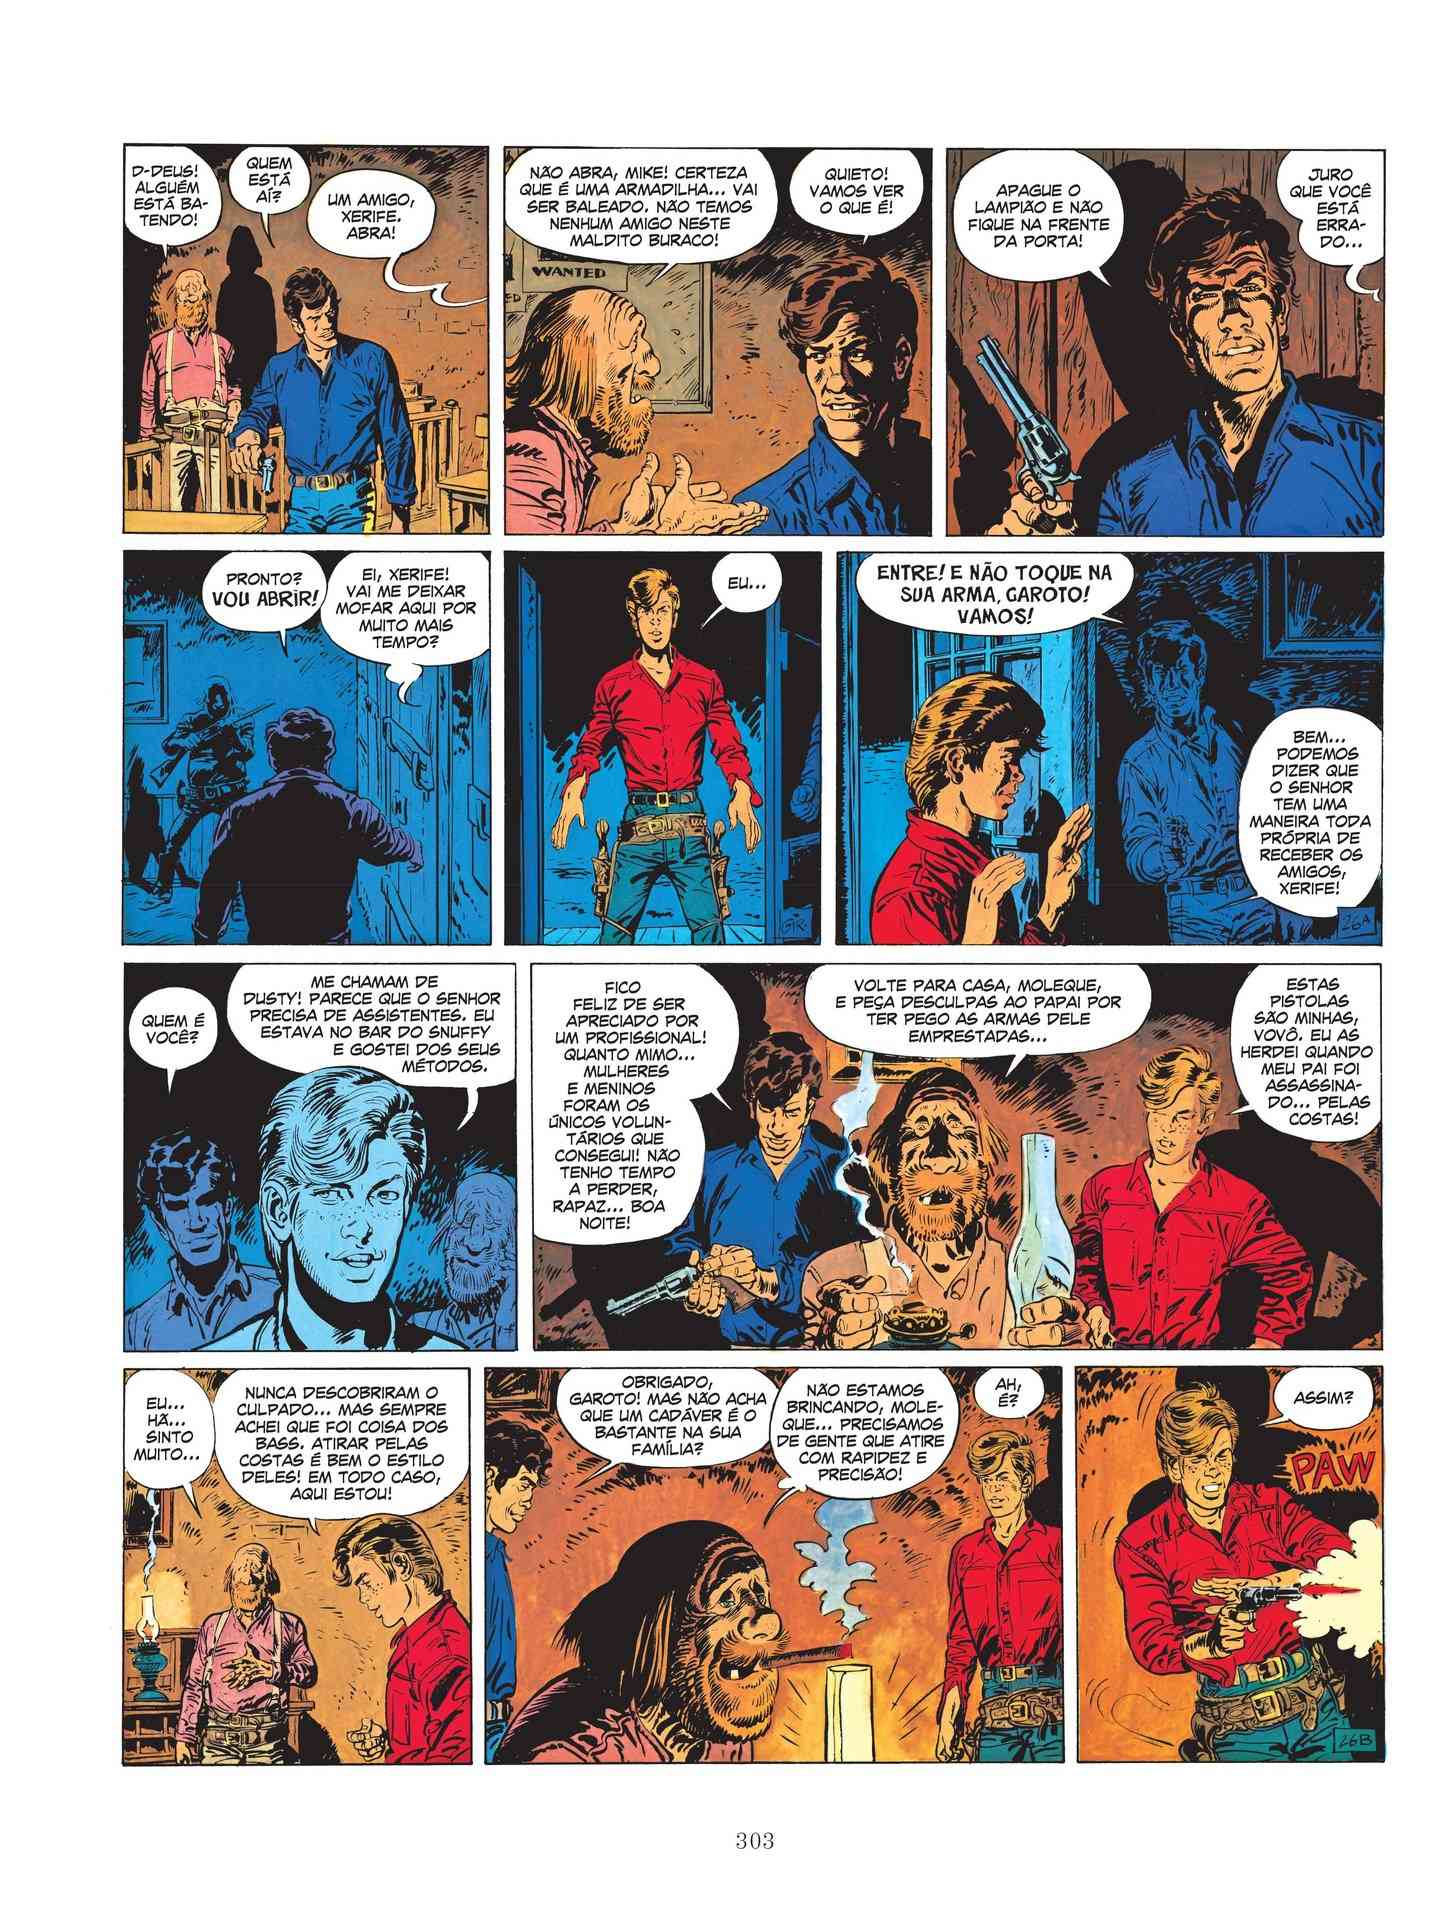 D-DEUS!
ALGUÉM
ESTÁ BA-
TENDO!
QUEM
ESTÁ
AÍ?
UM AMIGO,
XERIFE.
ABRA!
NÃO ABRA, MIKE! CERTEZA
QUE É UMA ARMADILHA... VAI
SER BALEADO. NÃO TEMOS
NENHUM AMIGO NESTE
MALDITO BURACO!
QUIETO!
VAMOS VER
O QUE É!
WANTED
ED
APAGUE O
LAMPIÃO E NÃO
FIQUE NA FRENTE
DA PORTA!
JURO
QUE VOCÊ
ESTÁ
ERRA-
DO...
PRONTO?
VOU ABRIR!
EI, XERIFE!
VAI ME DEIXAR
MOFAR AQUI POR
MUITO MAIS
TEMPO?
EU...
GIR.
ENTRE! E NÃO TOQUE NA
SUA ARMA, GAROTO!
VAMOS!
BEM...
PODEMOS
DIZER QUE
O SENHOR
TEM UMA
MANEIRA TODA
PRÓPRIA DE
RECEBER OS
AMIGOS,
XERIFE!
26A
QUEM É
VOCÊ?
ME CHAMAM DE
DUSTY! PARECE QUE O SENHOR
PRECISA DE ASSISTENTES. EU
ESTAVA NO BAR DO SNUFFY
E GOSTEI DOS SEUS
MÉTODOS.
FICO
FELIZ DE SER
APRECIADO POR
UM PROFISSIONAL!
QUANTO MIMO...
MULHERES
E MENINOS
FORAM OS
ÚNICOS VOLUN-
TÁRIOS QUE
CONSEGUI! NÃO
TENHO TEMPO
A PERDER,
RAPAZ... BOA
NOITE!
VOLTE PARA CASA, MOLEQUE,
E PEÇA DESCULPAS AO PAPAI POR
TER PEGO AS ARMAS DELE
EMPRESTADAS...
ESTAS
PISTOLAS
SÃO MINHAS,
VOVÔ. EU AS
HERDEI QUANDO
MEU PAI FOI
ASSASSINA-
DO... PELAS
COSTAS!
EU...
HÃ...
SINTO
MUITO...
NUNCA DESCOBRIRAM O
CULPADO... MAS SEMPRE
ACHEI QUE FOI COISA DOS
BASS. ATIRAR PELAS
COSTAS É BEM O ESTILO
DELES! EM TODO CASO,
AQUI ESTOU!
OBRIGADO,
GAROTO! MAS NÃO ACHA
QUE UM CADÁVER É O
BASTANTE NA SUA
FAMÍLIA?
NÃO ESTAMOS
BRINCANDO, MOLE-
QUE... PRECISAMOS
DE GENTE QUE ATIRE
COM RAPIDEZ E
PRECISÃO!
AH,
É?
ASSIM?
PAW
26B
303